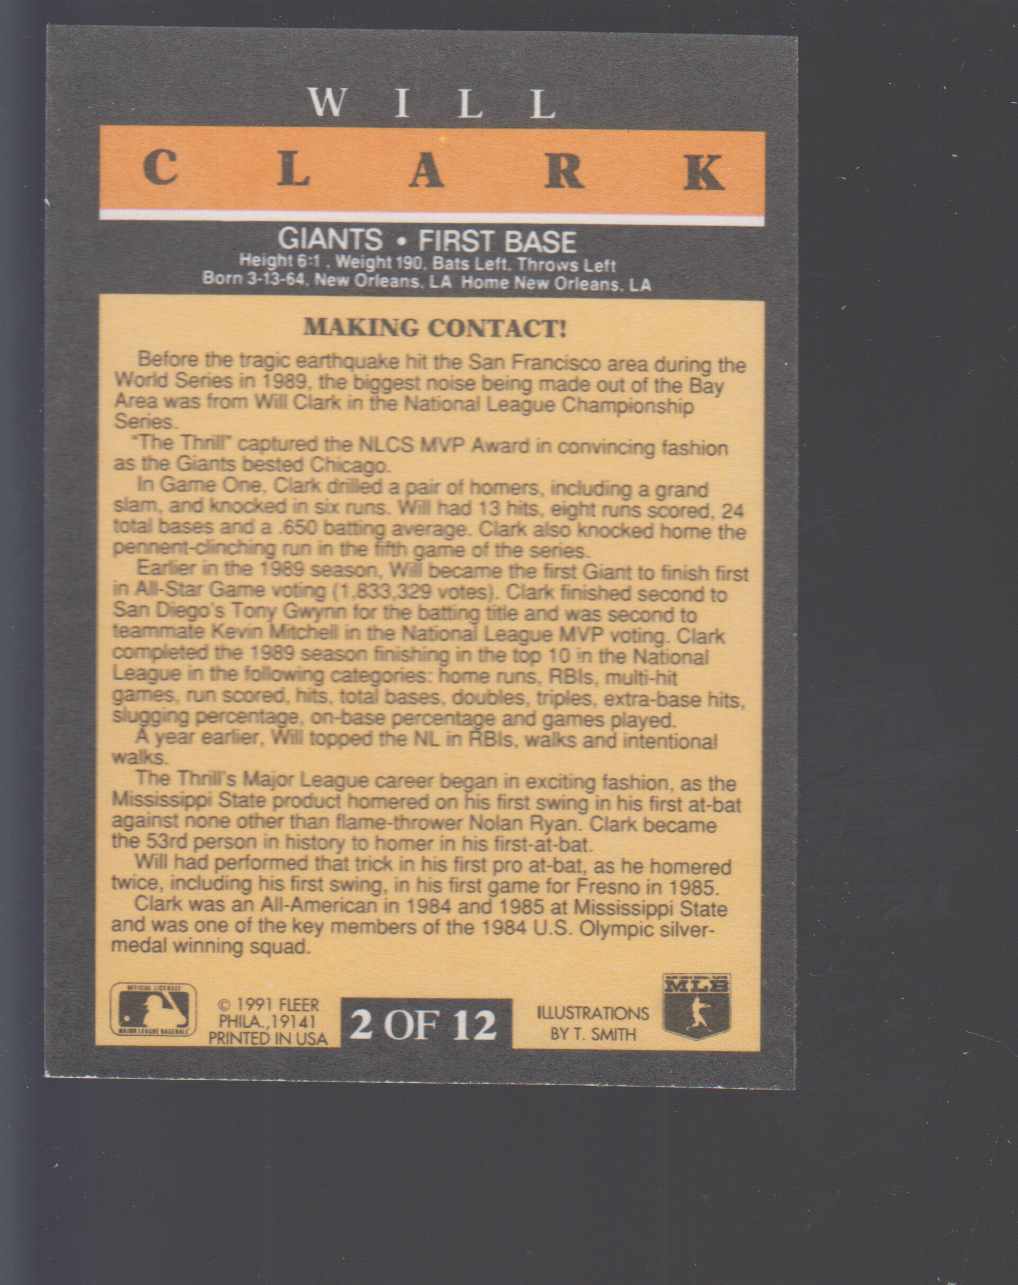 WILL
CLARK
GIANTS • FIRST BASE
Height 6:1 , Weight 190, Bats Left, Throws Left
Born 3-13-64, New Orleans, LA Home New Orleans, LA
MAKING CONTACT!
Before the tragic earthquake hit the San Francisco area during the
World Series in 1989, the biggest noise being made out of the Bay
Area was from Will Clark in the National League Championship
Series.
"The Thrill" captured the NLCS MVP Award in convincing fashion
as the Giants bested Chicago.
In Game One, Clark drilled a pair of homers, including a grand
slam, and knocked in six runs. Will had 13 hits, eight runs scored, 24
total bases and a .650 batting average. Clark also knocked home the
pennent-clinching run in the fifth game of the series.
Earlier in the 1989 season, Will became the first Giant to finish first
in All-Star Game voting (1,833,329 votes). Clark finished second to
San Diego's Tony Gwynn for the batting title and was second to
teammate Kevin Mitchell in the National League MVP voting. Clark
completed the 1989 season finishing in the top 10 in the National
League in the following categories: home runs, RBIs, multi-hit
games, run scored, hits, total bases, doubles, triples, extra-base hits,
slugging percentage, on-base percentage and games played.
A year earlier, Will topped the NL in RBIs, walks and intentional
walks.
The Thrill's Major League career began in exciting fashion, as the
Mississippi State product homered on his first swing in his first at-bat
against none other than flame-thrower Nolan Ryan. Clark became
the 53rd person in history to homer in his first-at-bat.
Will had performed that trick in his first pro at-bat, as he homered
twice, including his first swing, in his first game for Fresno in 1985.
Clark was an All-American in 1984 and 1985 at Mississippi State
and was one of the key members of the 1984 U.S. Olympic silver-
medal winning squad.
OFFICIAL LICENSEE
MAJOR LEAGUE BASEBALL
© 1991 FLEER
PHILA., 19141
PRINTED IN USA
2 OF 12
ILLUSTRATIONS
BY T. SMITH
MAJOR LEAGUE BASEBALL PLAYERS
MLB